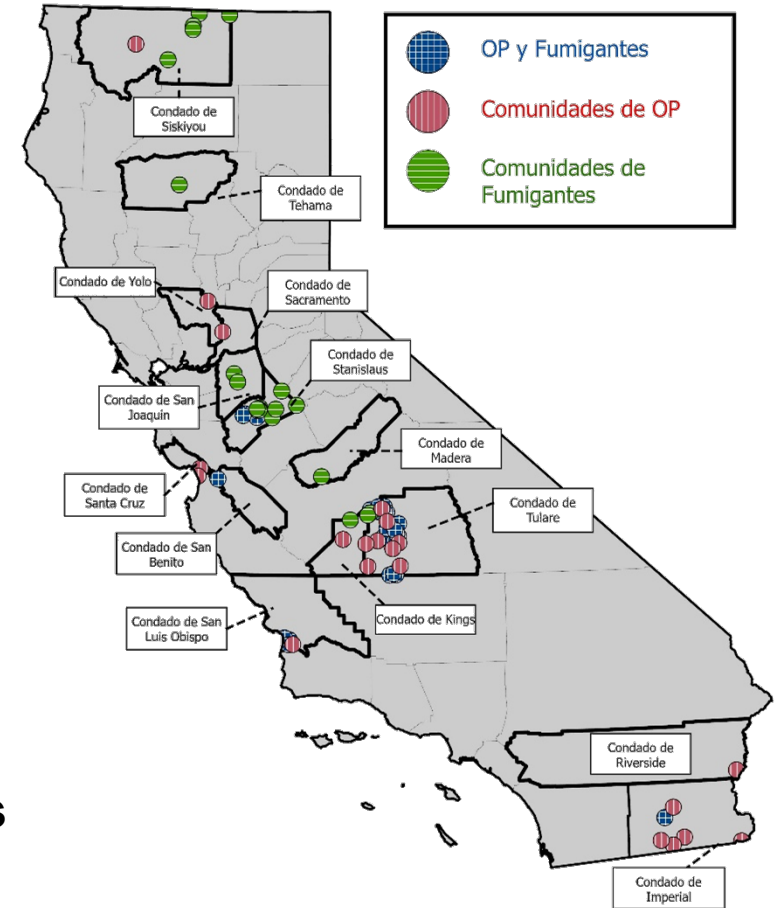 OP y Fumigantes
Comunidades de OP
Comunidades de
Fumigantes
Condado de
Siskiyou
Condado de
Tehama
Condado de Yolo
Condado de
Sacramento
Condado de
Stanislaus
Condado de San
Joaquín
Condado de
Madera
Condado de
Santa Cruz
Condado de
Tulare
Condado de San
Benito
Condado de Kings
Condado de San
Luis Obispo
Condado de
Riverside
s
Condado de
Imperial